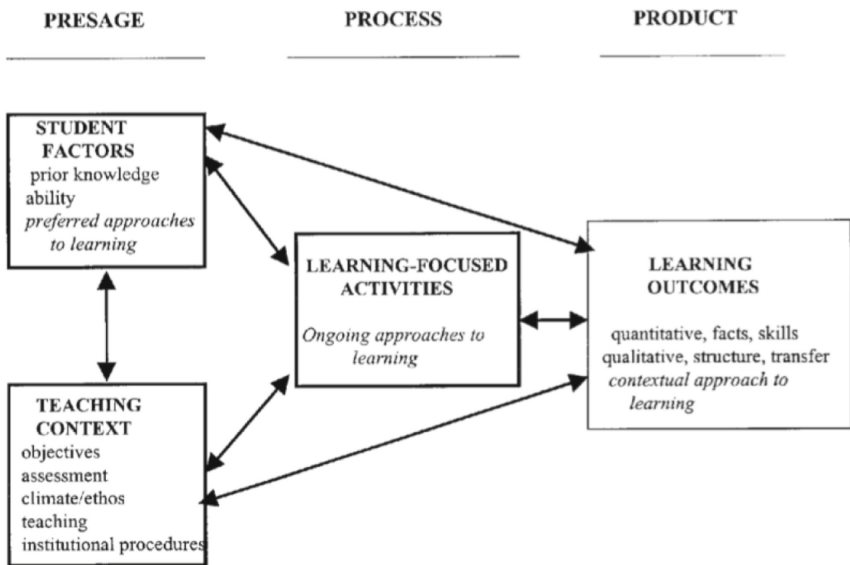 PRESAGE
PROCESS
PRODUCT
STUDENT
FACTORS
prior knowledge
ability
preferred approaches
to learning
LEARNING-FOCUSED
ACTIVITIES
Ongoing approaches to
learning
LEARNING
OUTCOMES
quantitative, facts, skills
qualitative, structure, transfer
contextual approach to
learning
TEACHING
CONTEXT
objectives
assessment
climate/ethos
teaching
institutional procedures